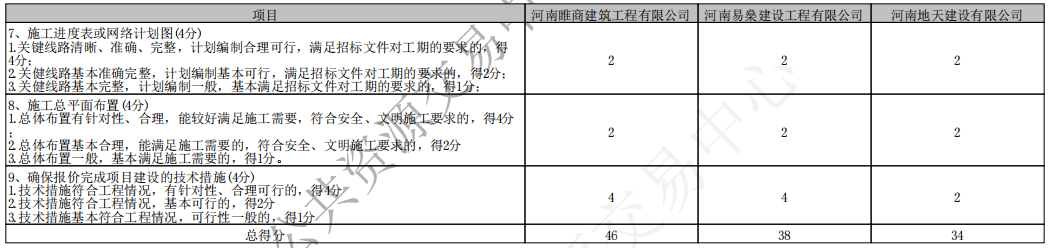 项目 河南睢商建筑工程有限公司 河南易燊建设工程有限公司 河南地天建设有限公司
7、施工进度表或网络计划图(4分)
1.关键线路清晰、准确、完整，计划编制合理可行，满足招标文件对工期的要求的，得
4分；
2.关健线路基本准确完整，计划编制基本可行，满足招标文件对工期的要求的，得2分；
3.关健线路基本完整，计划编制一般，基本满足招标文件对工期的要求的，得1分；
2 2 2
8、施工总平面布置(4分)
1.总体布置有针对性、合理，能较好满足施工需要，符合安全、文明施工要求的，得4分
；
2.总体布置基本合理，能满足施工需要的，符合安全、文明施工要求的，得2分
3.总体布置一般，基本满足施工需要的，得1分。
2 2 2
9、确保报价完成项目建设的技术措施(4分)
1.技术措施符合工程情况，有针对性、合理可行的，得4分
2.技术措施符合工程情况，基本可行的，得2分
3.技术措施基本符合工程情况，可行性一般的，得1分
4 4 2
总得分 46 38 34
公共资源交易中
交易中心